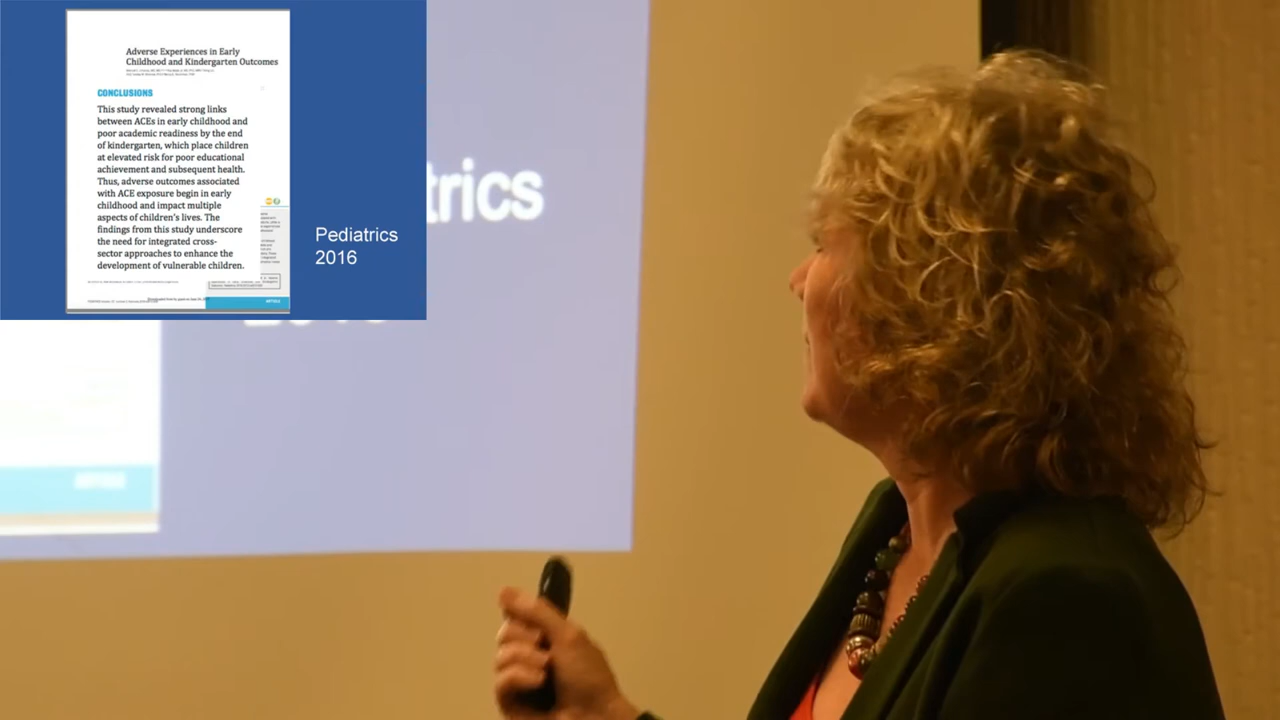 Adverse Experiences in Early
Childhood and Kindergarten Outcomes
CONCLUSIONS
This study revealed strong links
between ACEs in early childhood and
poor academic readiness by the end
of kindergarten, which place children
at elevated risk for poor educational
achievement and subsequent health.
Thus, adverse outcomes associated
with ACE exposure begin in early
childhood and impact multiple
aspects of children's lives. The
findings from this study underscore
the need for integrated cross-
sector approaches to enhance the
development of vulnerable children.
ARTICLE
Pediatrics
2016
trics
ARTICLE